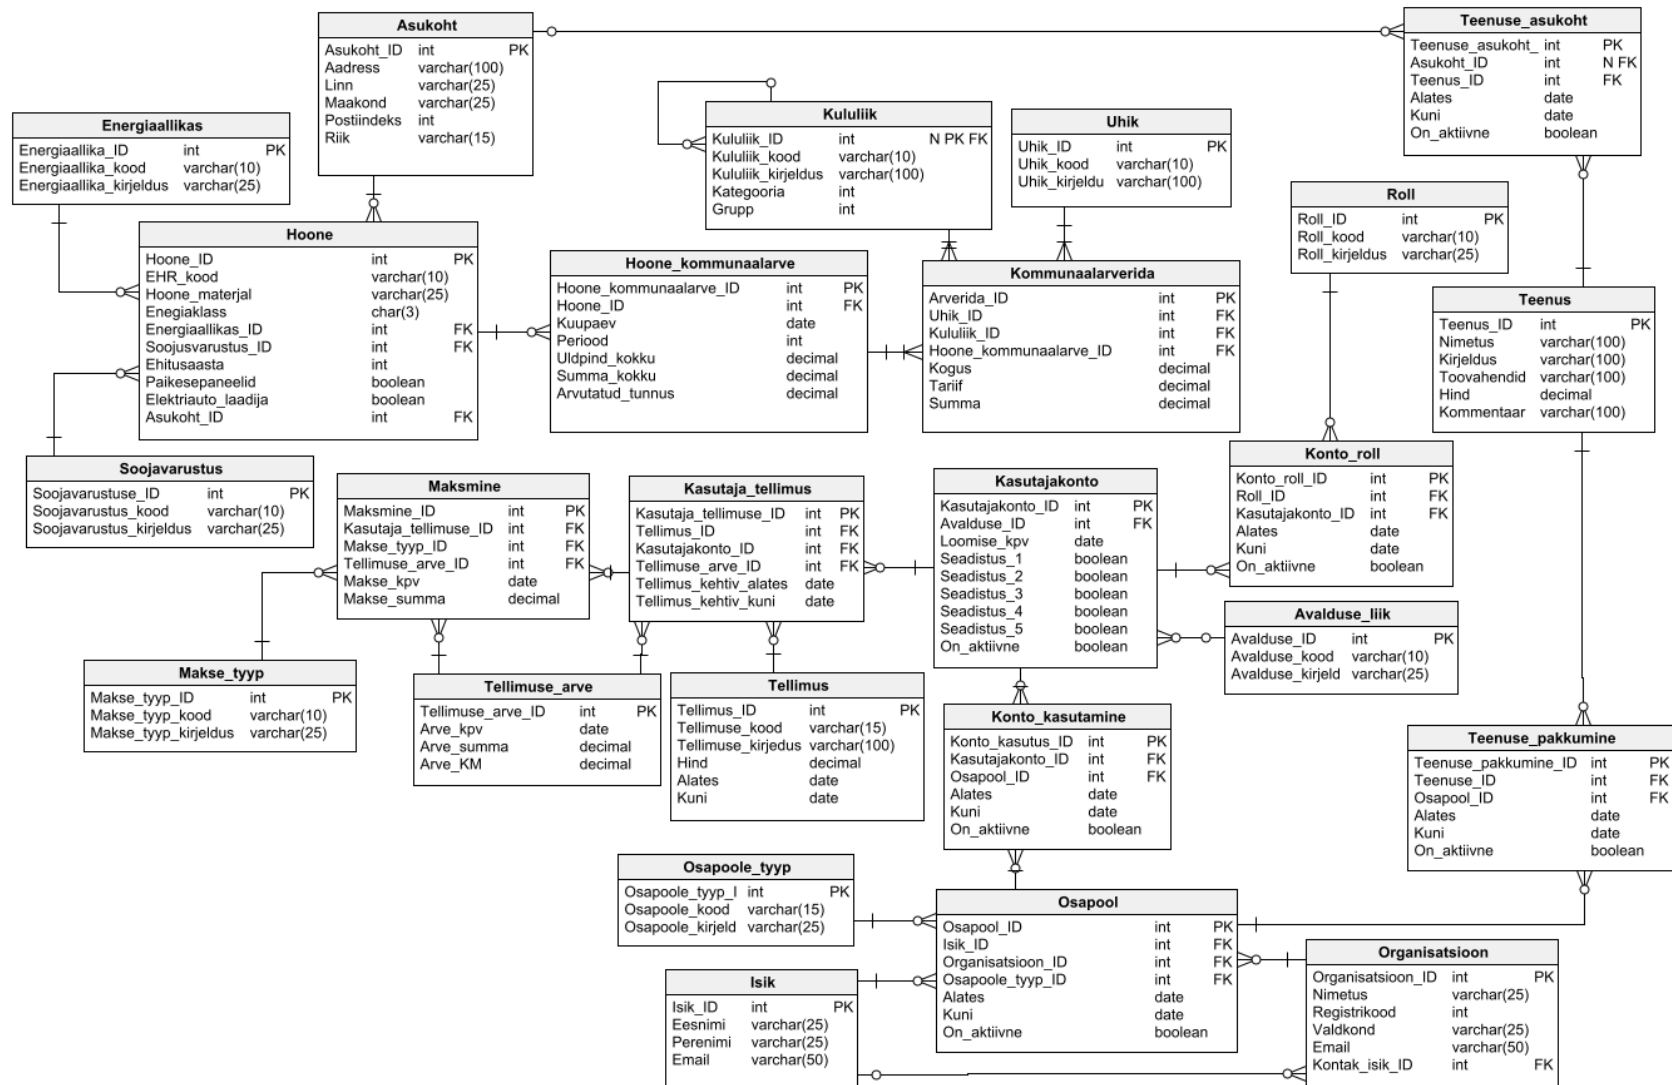 Asukoht
Asukoht_ID int PK
Aadress varchar(100)
Linn varchar(25)
Maakond varchar(25)
Postiindeks int
Riik varchar(15)
Teenuse_asukoht
Teenuse_asukoht_ int PK
Asukoht_ID int N FK
Teenus_ID int FK
Alates date
Kuni date
On_aktiivne boolean
Energiaallikas
Energiaallika_ID int PK
Energiaallika_kood varchar(10)
Energiaallika_kirjeldus varchar(25)
Kululiik
Kululiik_ID int N PK FK
Kululiik_kood varchar(10)
Kululiik_kirjeldus varchar(100)
Kategooria int
Grupp int
Uhik
Uhik_ID int PK
Uhik_kood varchar(10)
Uhik_kirjeldu varchar(100)
Roll
Roll_ID int PK
Roll_kood varchar(10)
Roll_kirjeldus varchar(25)
Hoone
Hoone_ID int PK
EHR_kood varchar(10)
Hoone_materjal varchar(25)
Enegiaklass char(3)
Energiaallikas_ID int FK
Soojusvarustus_ID int FK
Ehitusaasta int
Paikesepaneelid boolean
Elektriauto_laadija boolean
Asukoht_ID int FK
Hoone_kommunaalarve
Hoone_kommunaalarve_ID int PK
Hoone_ID int FK
Kuupaev date
Periood int
Uldpind_kokku decimal
Summa_kokku decimal
Arvutatud_tunnus decimal
Kommunaalarverida
Arverida_ID int PK
Uhik_ID int FK
Kululiik_ID int FK
Hoone_kommunaalarve_ID int FK
Kogus decimal
Tariif decimal
Summa decimal
Teenus
Teenus_ID int PK
Nimetus varchar(100)
Kirjeldus varchar(100)
Toovahendid varchar(100)
Hind decimal
Kommentaar varchar(100)
Soojavarustus
Soojavarustuse_ID int PK
Soojavarustus_kood varchar(10)
Soojavarustus_kirjeldus varchar(25)
Maksmine
Maksmine_ID int PK
Kasutaja_tellimuse_ID int FK
Makse_tyyp_ID int FK
Tellimuse_arve_ID int FK
Makse_kpv date
Makse_summa decimal
Kasutaja_tellimus
Kasutaja_tellimuse_ID int PK
Tellimus_ID int FK
Kasutajakonto_ID int FK
Tellimuse_arve_ID int FK
Tellimus_kehtiv_alates date
Tellimus_kehtiv_kuni date
Kasutajakonto
Kasutajakonto_ID int PK
Avalduse_ID int FK
Loomise_kpv date
Seadistus_1 boolean
Seadistus_2 boolean
Seadistus_3 boolean
Seadistus_4 boolean
Seadistus_5 boolean
On_aktiivne boolean
Konto_roll
Konto_roll_ID int PK
Roll_ID int FK
Kasutajakonto_ID int FK
Alates date
Kuni date
On_aktiivne boolean
Avalduse_liik
Avalduse_ID int PK
Avalduse_kood varchar(10)
Avalduse_kirjeld varchar(25)
Makse_tyyp
Makse_tyyp_ID int PK
Makse_tyyp_kood varchar(10)
Makse_tyyp_kirjeldus varchar(25)
Tellimuse_arve
Tellimuse_arve_ID int PK
Arve_kpv date
Arve_summa decimal
Arve_KM decimal
Tellimus
Tellimus_ID int PK
Tellimuse_kood varchar(15)
Tellimuse_kirjedus varchar(100)
Hind decimal
Alates date
Kuni date
Konto_kasutamine
Konto_kasutus_ID int PK
Kasutajakonto_ID int FK
Osapool_ID int FK
Alates date
Kuni date
On_aktiivne boolean
Teenuse_pakkumine
Teenuse_pakkumine_ID int PK
Teenuse_ID int FK
Osapool_ID int FK
Alates date
Kuni date
On_aktiivne boolean
Osapoole_tyyp
Osapoole_tyyp_I int PK
Osapoole_kood varchar(15)
Osapoole_kirjeld varchar(25)
Osapool
Osapool_ID int PK
Isik_ID int FK
Organisatsioon_ID int FK
Osapoole_tyyp_ID int FK
Alates date
Kuni date
On_aktiivne boolean
Isik
Isik_ID int PK
Eesnimi varchar(25)
Perenimi varchar(25)
Email varchar(50)
Organisatsioon
Organisatsioon_ID int PK
Nimetus varchar(25)
Registrikood int
Valdkond varchar(25)
Email varchar(50)
Kontak_isik_ID int FK